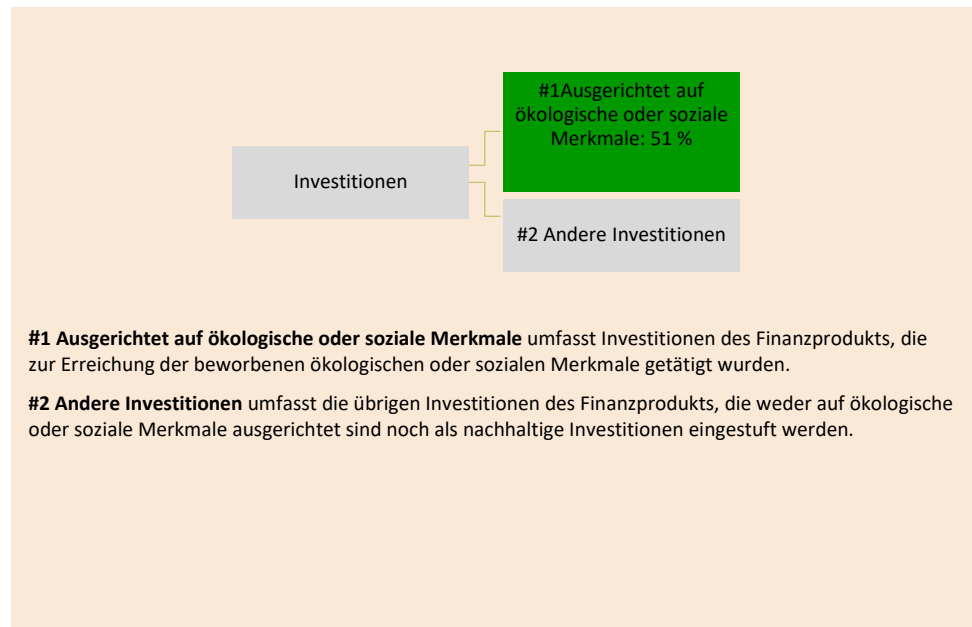 #1Ausgerichtet auf
ökologische oder soziale
Merkmale: 51 %
Investitionen
#2 Andere Investitionen
#1 Ausgerichtet auf ökologische oder soziale Merkmale umfasst Investitionen des Finanzprodukts, die
zur Erreichung der beworbenen ökologischen oder sozialen Merkmale getätigt wurden.
#2 Andere Investitionen umfasst die übrigen Investitionen des Finanzprodukts, die weder auf ökologische
oder soziale Merkmale ausgerichtet sind noch als nachhaltige Investitionen eingestuft werden.